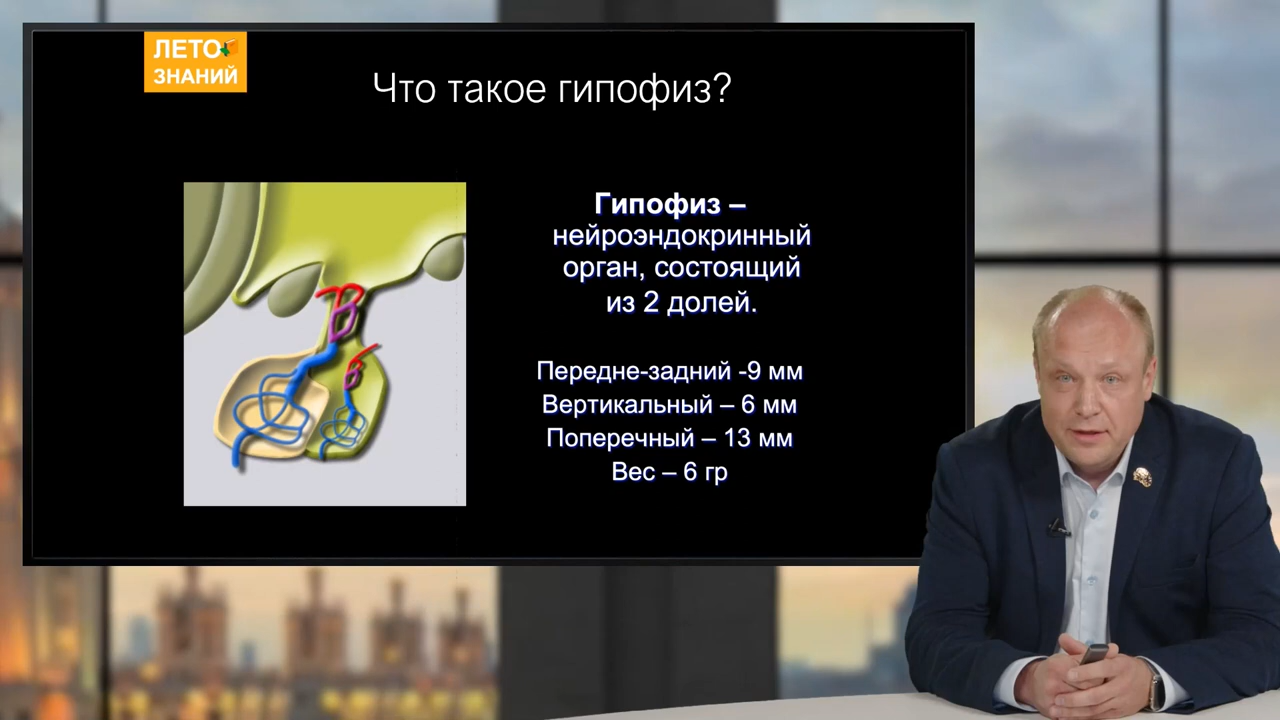 ЛЕТО
ЗНАНИЙ
Что такое гипофиз?
Гипофиз –
нейроэндокринный
орган, состоящий
из 2 долей.
Передне-задний -9 мм
Вертикальный – 6 мм
Поперечный – 13 мм
Вес – 6 гр